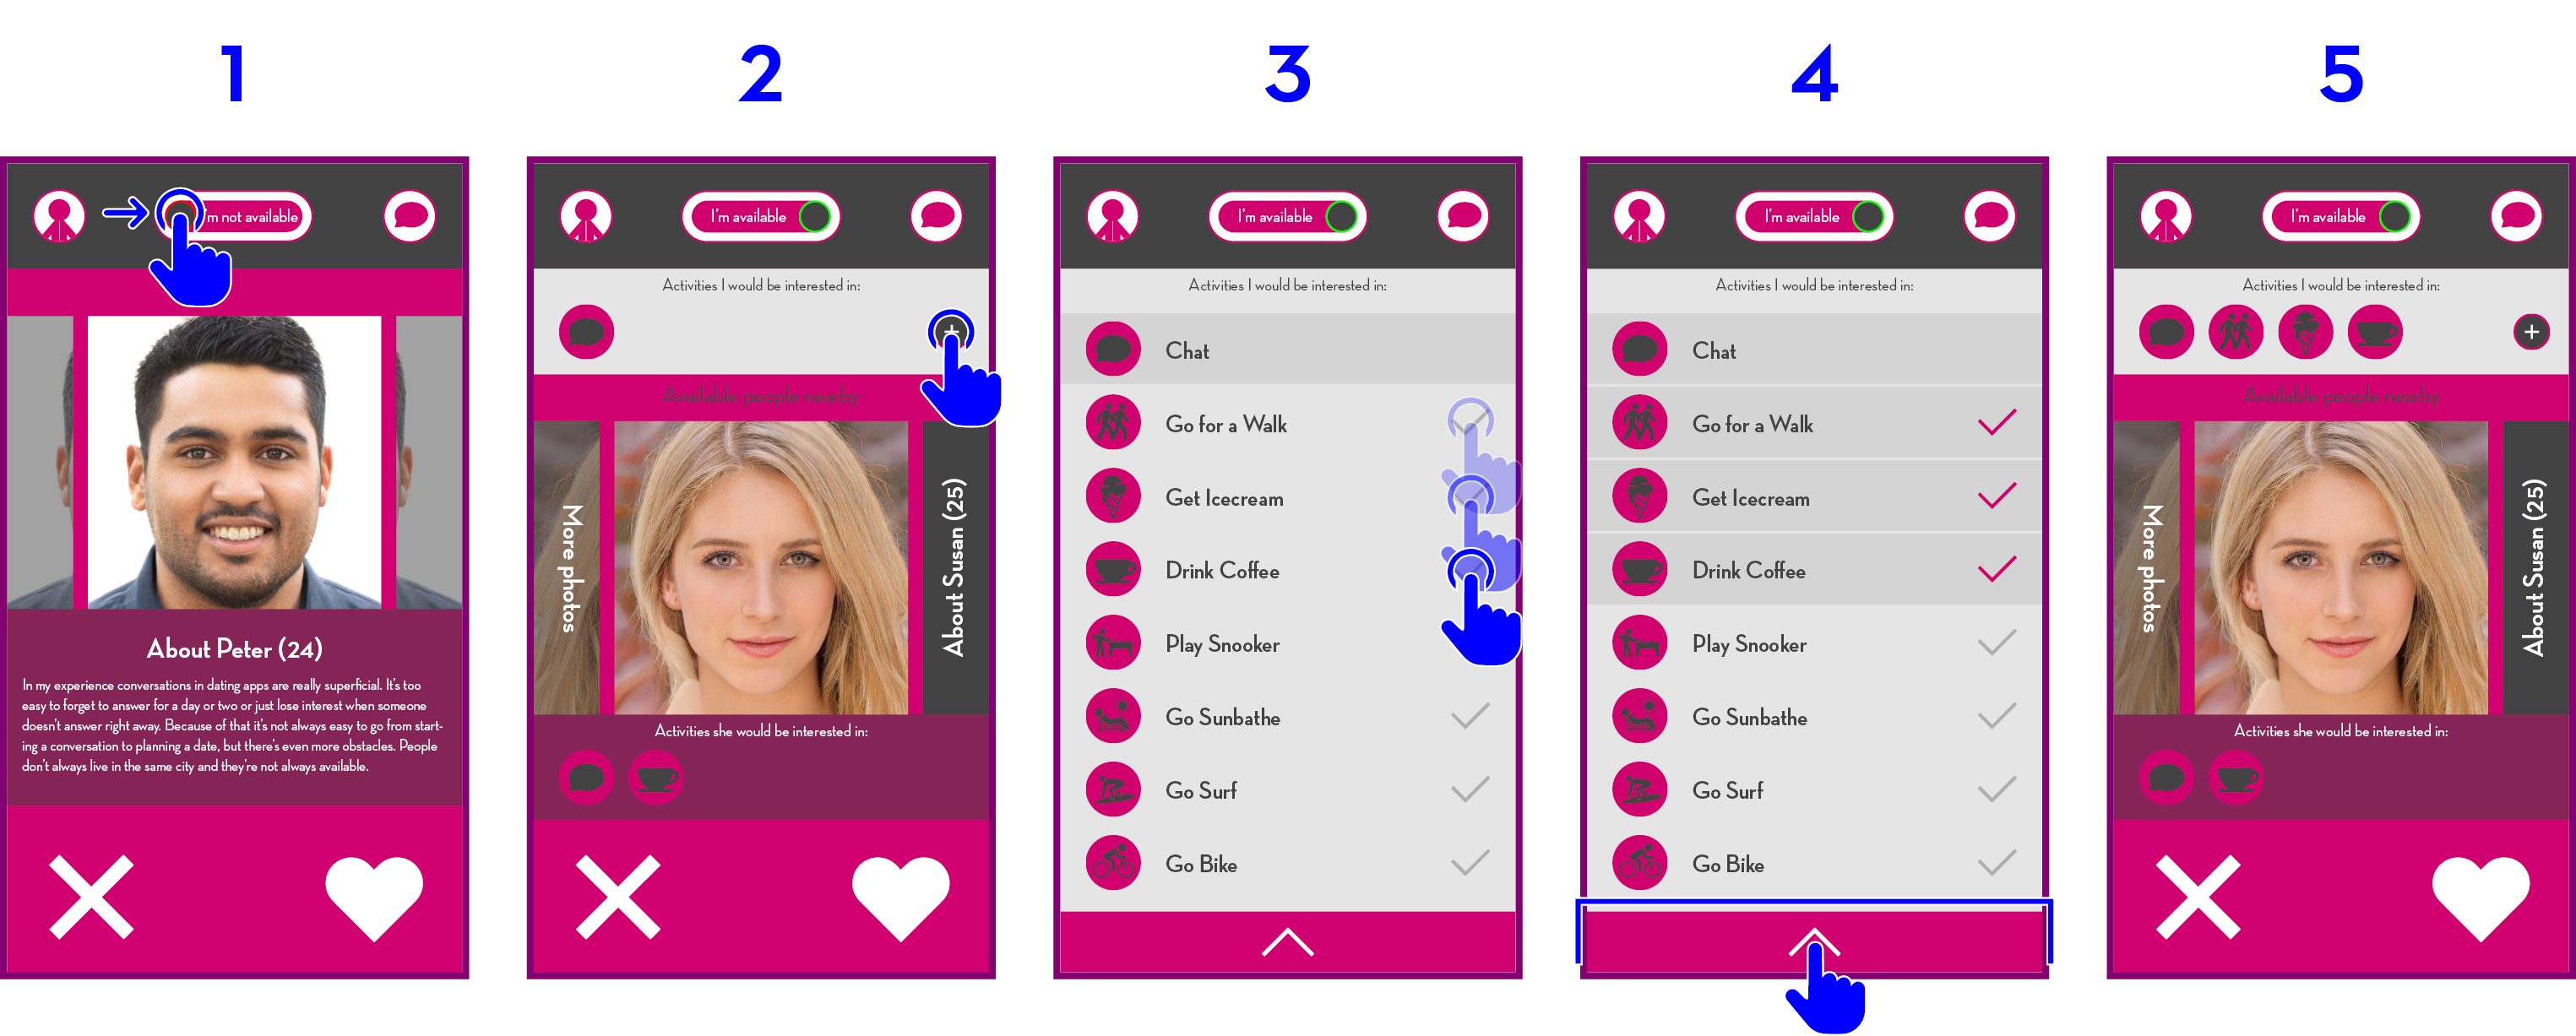 1
I'm not available
About Peter (24)
In my experience conversations in dating apps are really superficial. It's too
easy to forget to answer for a day or two or just lose interest when someone
doesn't answer right away. Because of that it's not always easy to go from start-
ing a conversation to planning a date, but there's even more obstacles. People
don't always live in the same city and they're not always available.
2
I'm available
Activities I would be interested in:
+
Available people nearby
More photos
About Susan (25)
Activities she would be interested in:
3
I'm available
Activities I would be interested in:
Chat
Go for a Walk
Get Icecream
Drink Coffee
Play Snooker
Go Sunbathe
Go Surf
Go Bike
4
I'm available
Activities I would be interested in:
Chat
Go for a Walk
Get Icecream
Drink Coffee
Play Snooker
Go Sunbathe
Go Surf
Go Bike
5
I'm available
Activities I would be interested in:
+
Available people nearby
More photos
About Susan (25)
Activities she would be interested in: